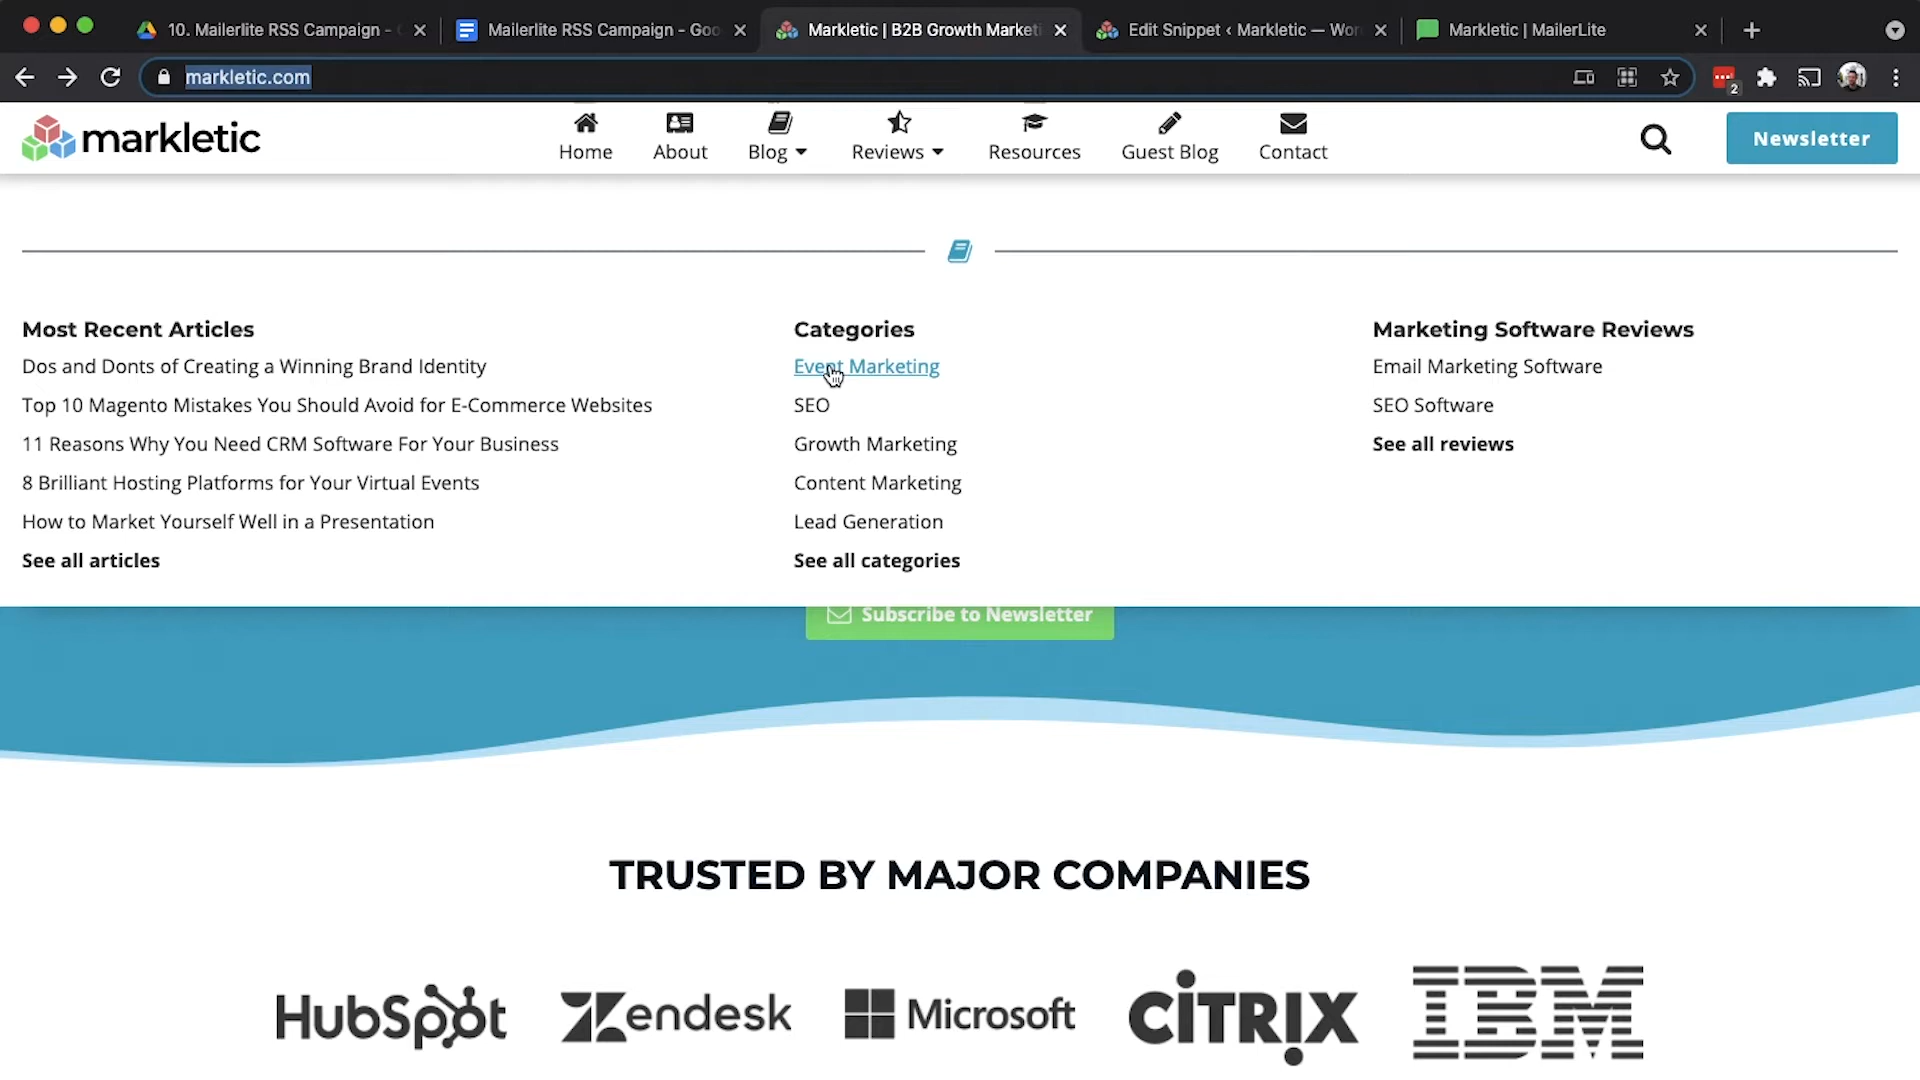 10. Mailerlite RSS Campaign -
Mailerlite RSS Campaign - Goo
Markletic | B2B Growth Marketi
Edit Snippet ‹ Markletic — Wor
Markletic | MailerLite
markletic.com
2
markletic
Home
About
Blog
Reviews
Resources
Guest Blog
Contact
Newsletter
Most Recent Articles
Dos and Donts of Creating a Winning Brand Identity
Top 10 Magento Mistakes You Should Avoid for E-Commerce Websites
11 Reasons Why You Need CRM Software For Your Business
8 Brilliant Hosting Platforms for Your Virtual Events
How to Market Yourself Well in a Presentation
See all articles
Categories
Event Marketing
SEO
Growth Marketing
Content Marketing
Lead Generation
See all categories
Marketing Software Reviews
Email Marketing Software
SEO Software
See all reviews
Subscribe to Newsletter
TRUSTED BY MAJOR COMPANIES
HubSpot
zendesk
Microsoft
CiTRiX
IBM